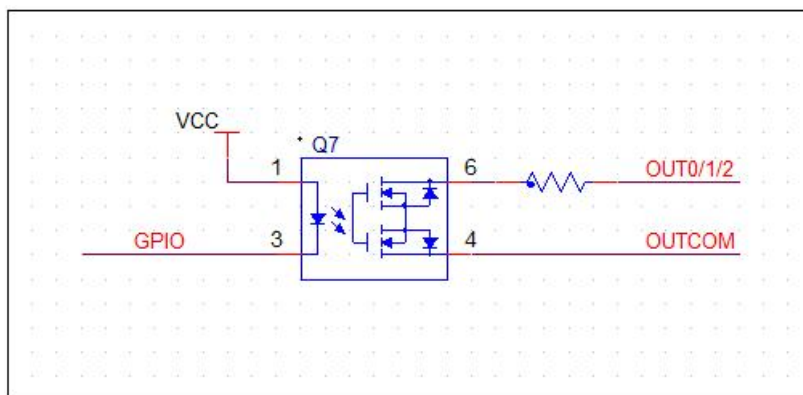 VCC
Q7
1
6
OUT0/1/2
GPIO
3
4
OUTCOM